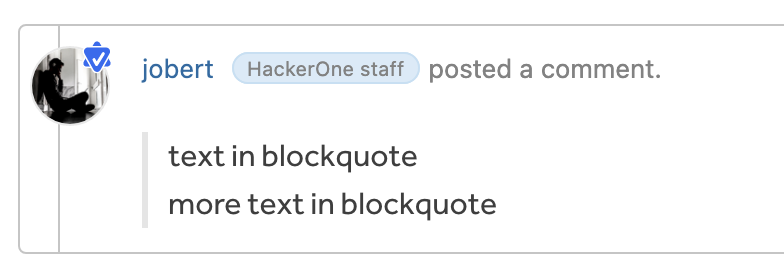 jobert HackerOne staff posted a comment.
text in blockquote
more text in blockquote